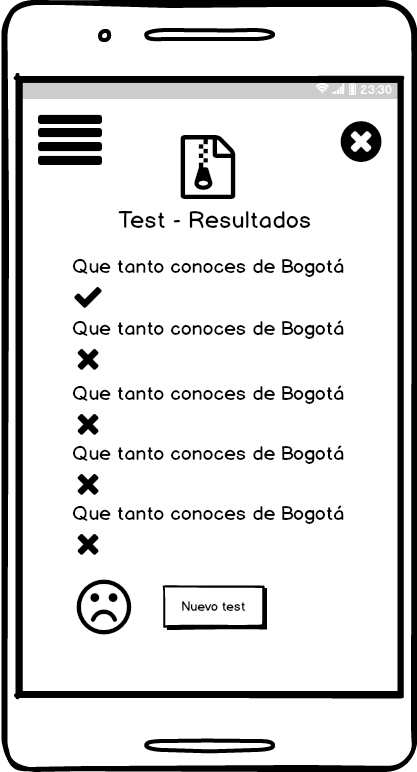 23:30
Test - Resultados
Que tanto conoces de Bogotá
Que tanto conoces de Bogotá
Que tanto conoces de Bogotá
Que tanto conoces de Bogotá
Que tanto conoces de Bogotá
Nuevo test